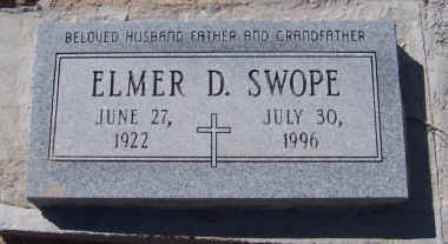 BELOVED HUSBAND FATHER AND GRANDFATHER
ELMER D. SWOPE
JUNE 27, JULY 30,
1922 1996